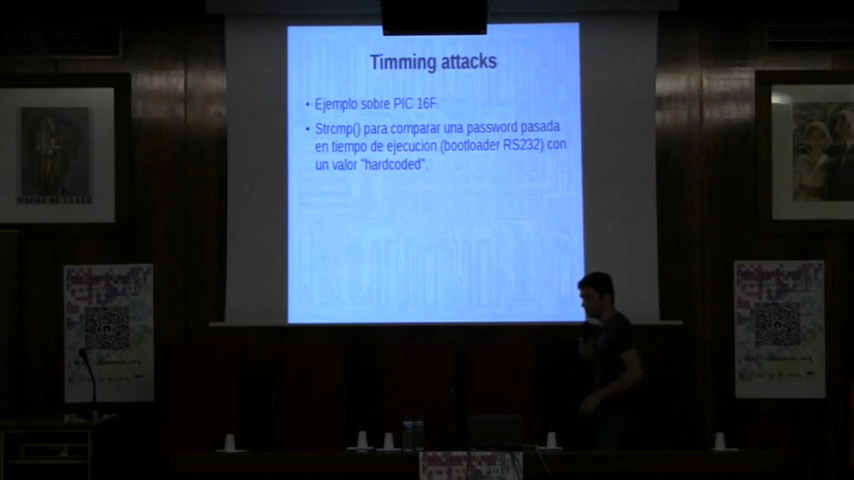 Timming attacks
• Ejemplo sobre PIC 16F.
• Strcmp() para comparar una password pasada
en tiempo de ejecucion (bootloader RS232) con
un valor "hardcoded".